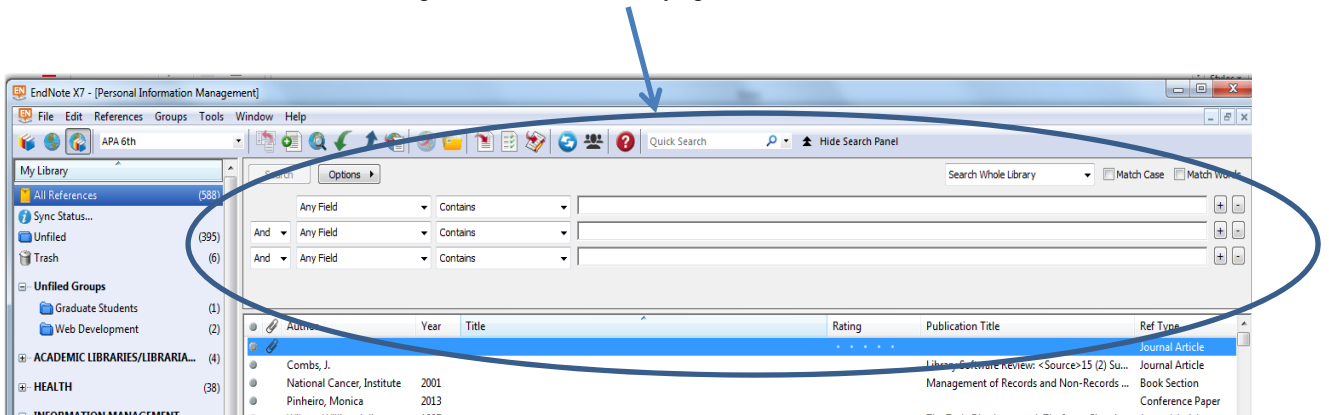 EndNote X7 - [Personal Information Management]
File Edit References Groups Tools Window Help
APA 6th Quick Search Hide Search Panel
My Library
All References (588)
Sync Status...
Unfiled (395)
Trash (6)
Unfiled Groups
Graduate Students (1)
Web Development (2)
ACADEMIC LIBRARIES/LIBRARIA... (4)
HEALTH (38)
INFORMATION MANAGEMENT
Search Options Search Whole Library Match Case Match Words
Any Field Contains + -
And Any Field Contains + -
And Any Field Contains + -
Author Year Title Rating Publication Title Ref Type
Journal Article
Combs, J. Library Software Review: <Source>15 (2) Su... Journal Article
National Cancer, Institute 2001 Management of Records and Non-Records ... Book Section
Pinheiro, Monica 2013 Conference Paper